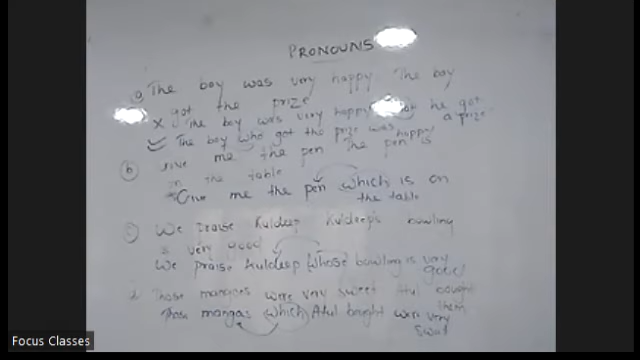 PRONOUNS
a) The boy was very happy. The boy
got the prize
x The boy was very happy he got
a prize.
The boy who got the prize was happy
b) Give me the pen The pen is
in the table
Give me the pen which is on
the table
c) We praise Kuldeep Kuldeep's bowling
is very good
We praise Kuldeep whose bowling is very
good
d. Those mangoes were very sweet Atul bought
them
Those mangas which Atul bought were very
sweet
Focus Classes